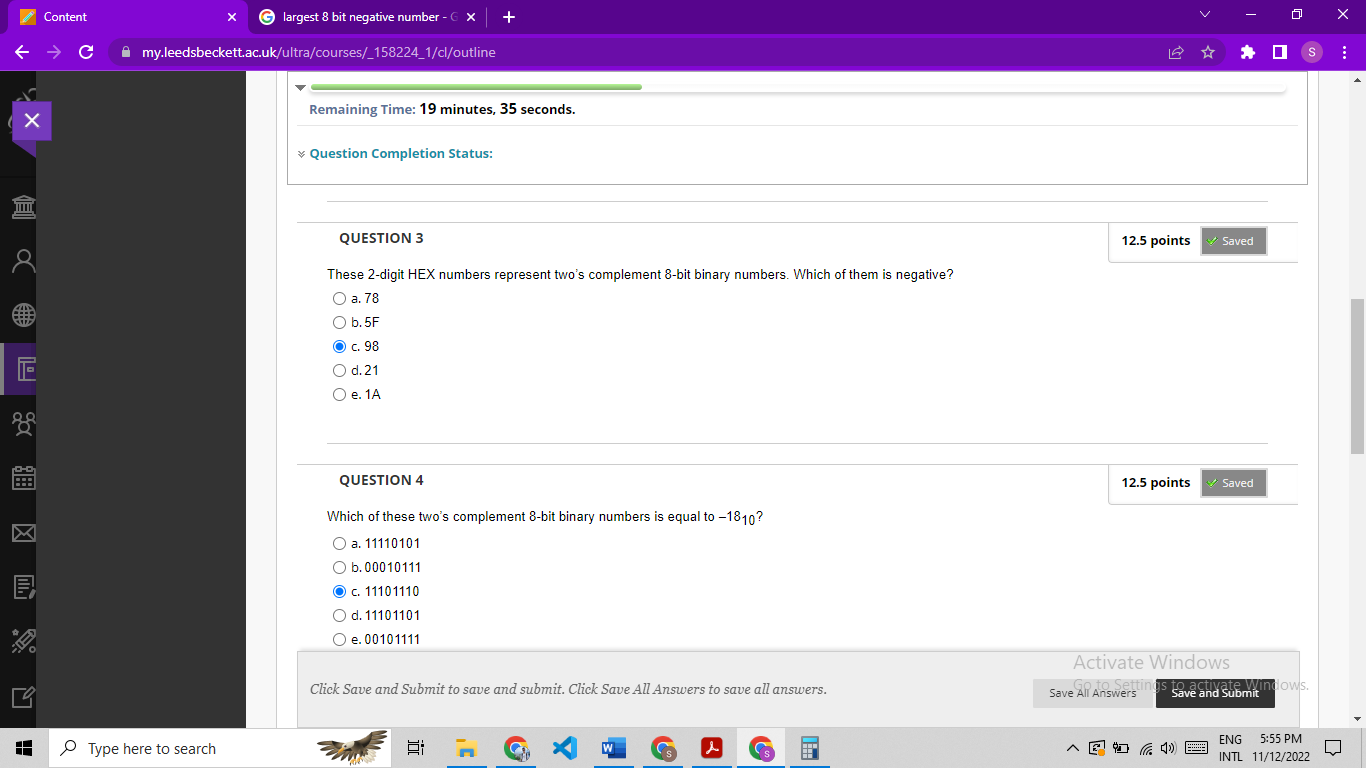 Content
largest 8 bit negative number - G
my.leedsbeckett.ac.uk/ultra/courses/_158224_1/cl/outline
S
Remaining Time: 19 minutes, 35 seconds.
Question Completion Status:
QUESTION 3
12.5 points
Saved
These 2-digit HEX numbers represent two's complement 8-bit binary numbers. Which of them is negative?
a. 78
b. 5F
c. 98
d. 21
e. 1A
QUESTION 4
12.5 points
Saved
Which of these two's complement 8-bit binary numbers is equal to –1810?
a. 11110101
b. 00010111
c. 11101110
d. 11101101
e. 00101111
Activate Windows
Go to Settings to activate Windows.
Click Save and Submit to save and submit. Click Save All Answers to save all answers.
Save All Answers
Save and Submit
Type here to search
ENG
INTL
5:55 PM
11/12/2022